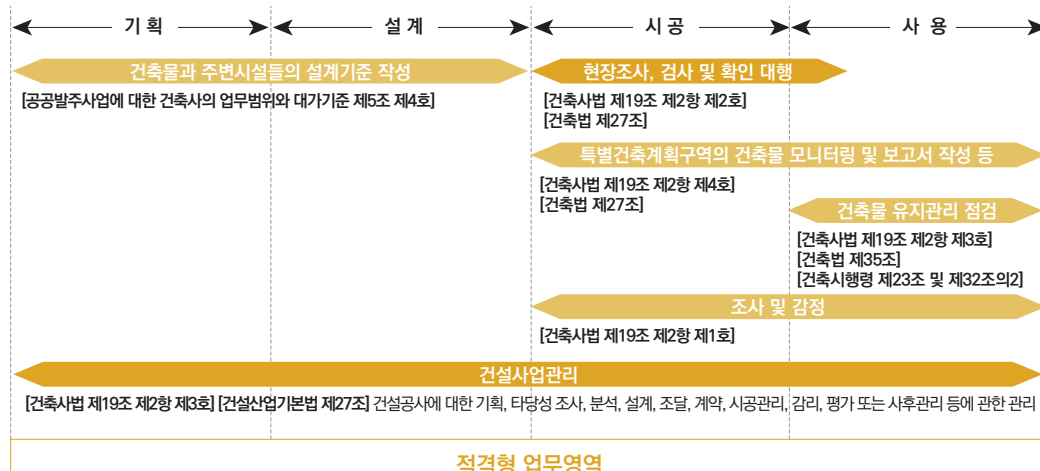 기 획 설 계 시 공 사 용
건축물과 주변시설들의 설계기준 작성
[공공발주사업에 대한 건축사의 업무범위와 대가기준 제5조 제4호]
현장조사, 검사 및 확인 대행
[건축사법 제19조 제2항 제2호]
[건축법 제27조]
특별건축계획구역의 건축물 모니터링 및 보고서 작성 등
[건축사법 제19조 제2항 제4호]
[건축법 제27조]
건축물 유지관리 점검
[건축사법 제19조 제2항 제3호]
[건축법 제35조]
[건축시행령 제23조 및 제32조의2]
조사 및 감정
[건축사법 제19조 제2항 제1호]
건설사업관리
[건축사법 제19조 제2항 제3호] [건설산업기본법 제27조] 건설공사에 대한 기획, 타당성 조사, 분석, 설계, 조달, 계약, 시공관리, 감리, 평가 또는 사후관리 등에 관한 관리
적격형 업무영역